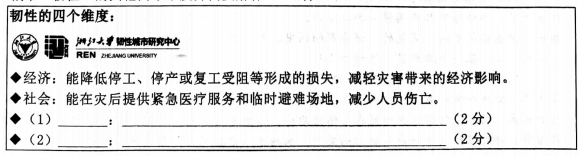 韧性的四个维度：
浙江大学 韧性城市研究中心
REN ZHEJIANG UNIVERSITY
◆经济：能降低停工、停产或复工受阻等形成的损失，减轻灾害带来的经济影响。
◆社会：能在灾后提供紧急医疗服务和临时避难场地，减少人员伤亡。
◆（1）______：______（2分）
◆（2）______：______（2分）